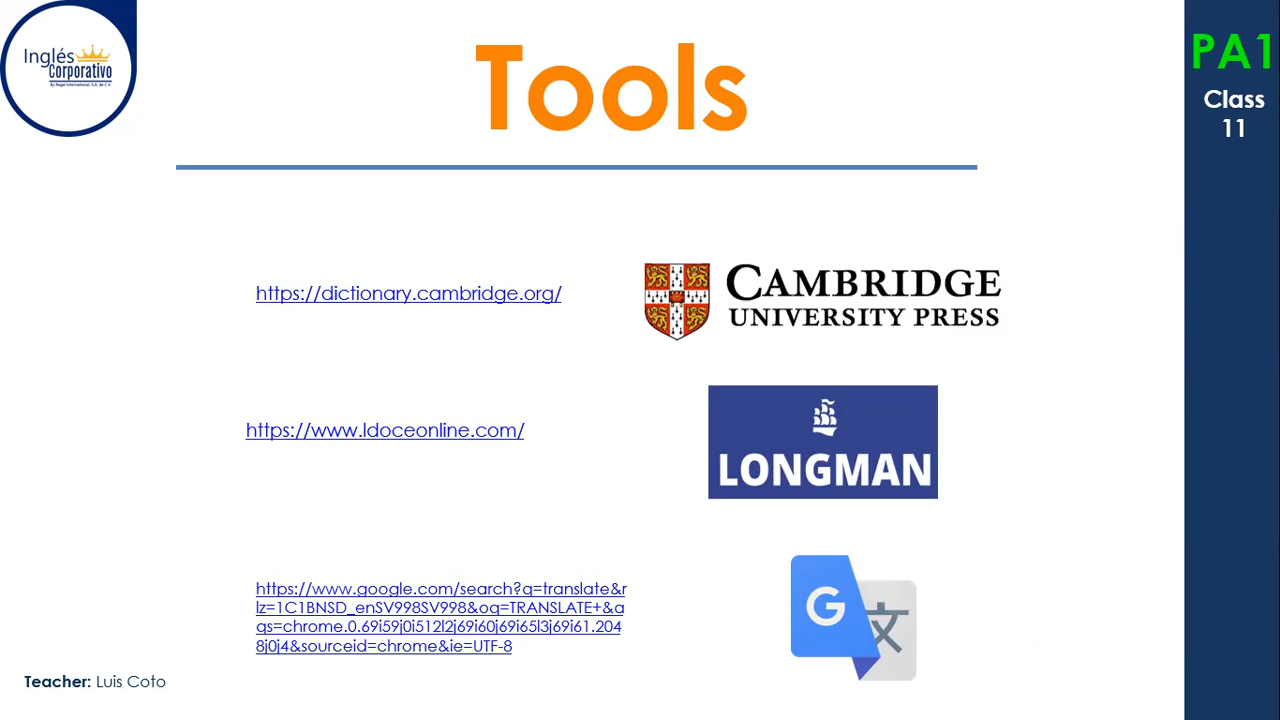 Inglés
Corporativo
By Regal International, S.A. de C.V
Tools
PA1
Class
11
https://dictionary.cambridge.org/
CAMBRIDGE
UNIVERSITY PRESS
https://www.ldoceonline.com/
LONGMAN
https://www.google.com/search?q=translate&r
lz=1C1BNSD_enSV998SV998&oq=TRANSLATE+&a
qs=chrome.0.69i59j0i512l2j69i60j69i65l3j69i61.204
8j0j4&sourceid=chrome&ie=UTF-8
G
文
Teacher: Luis Coto